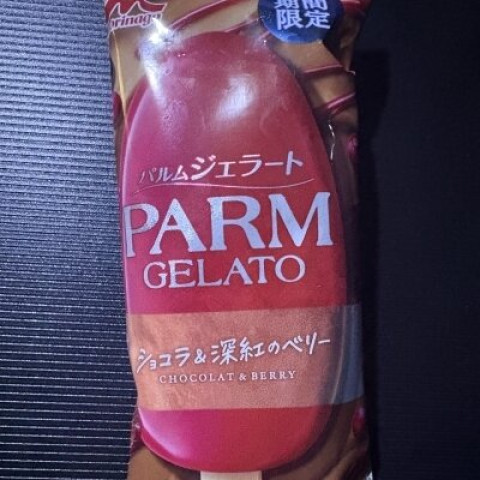 morinaga
期間
限定
パルムジェラート
PARM
GELATO
ショコラ&深紅のベリー
CHOCOLAT & BERRY